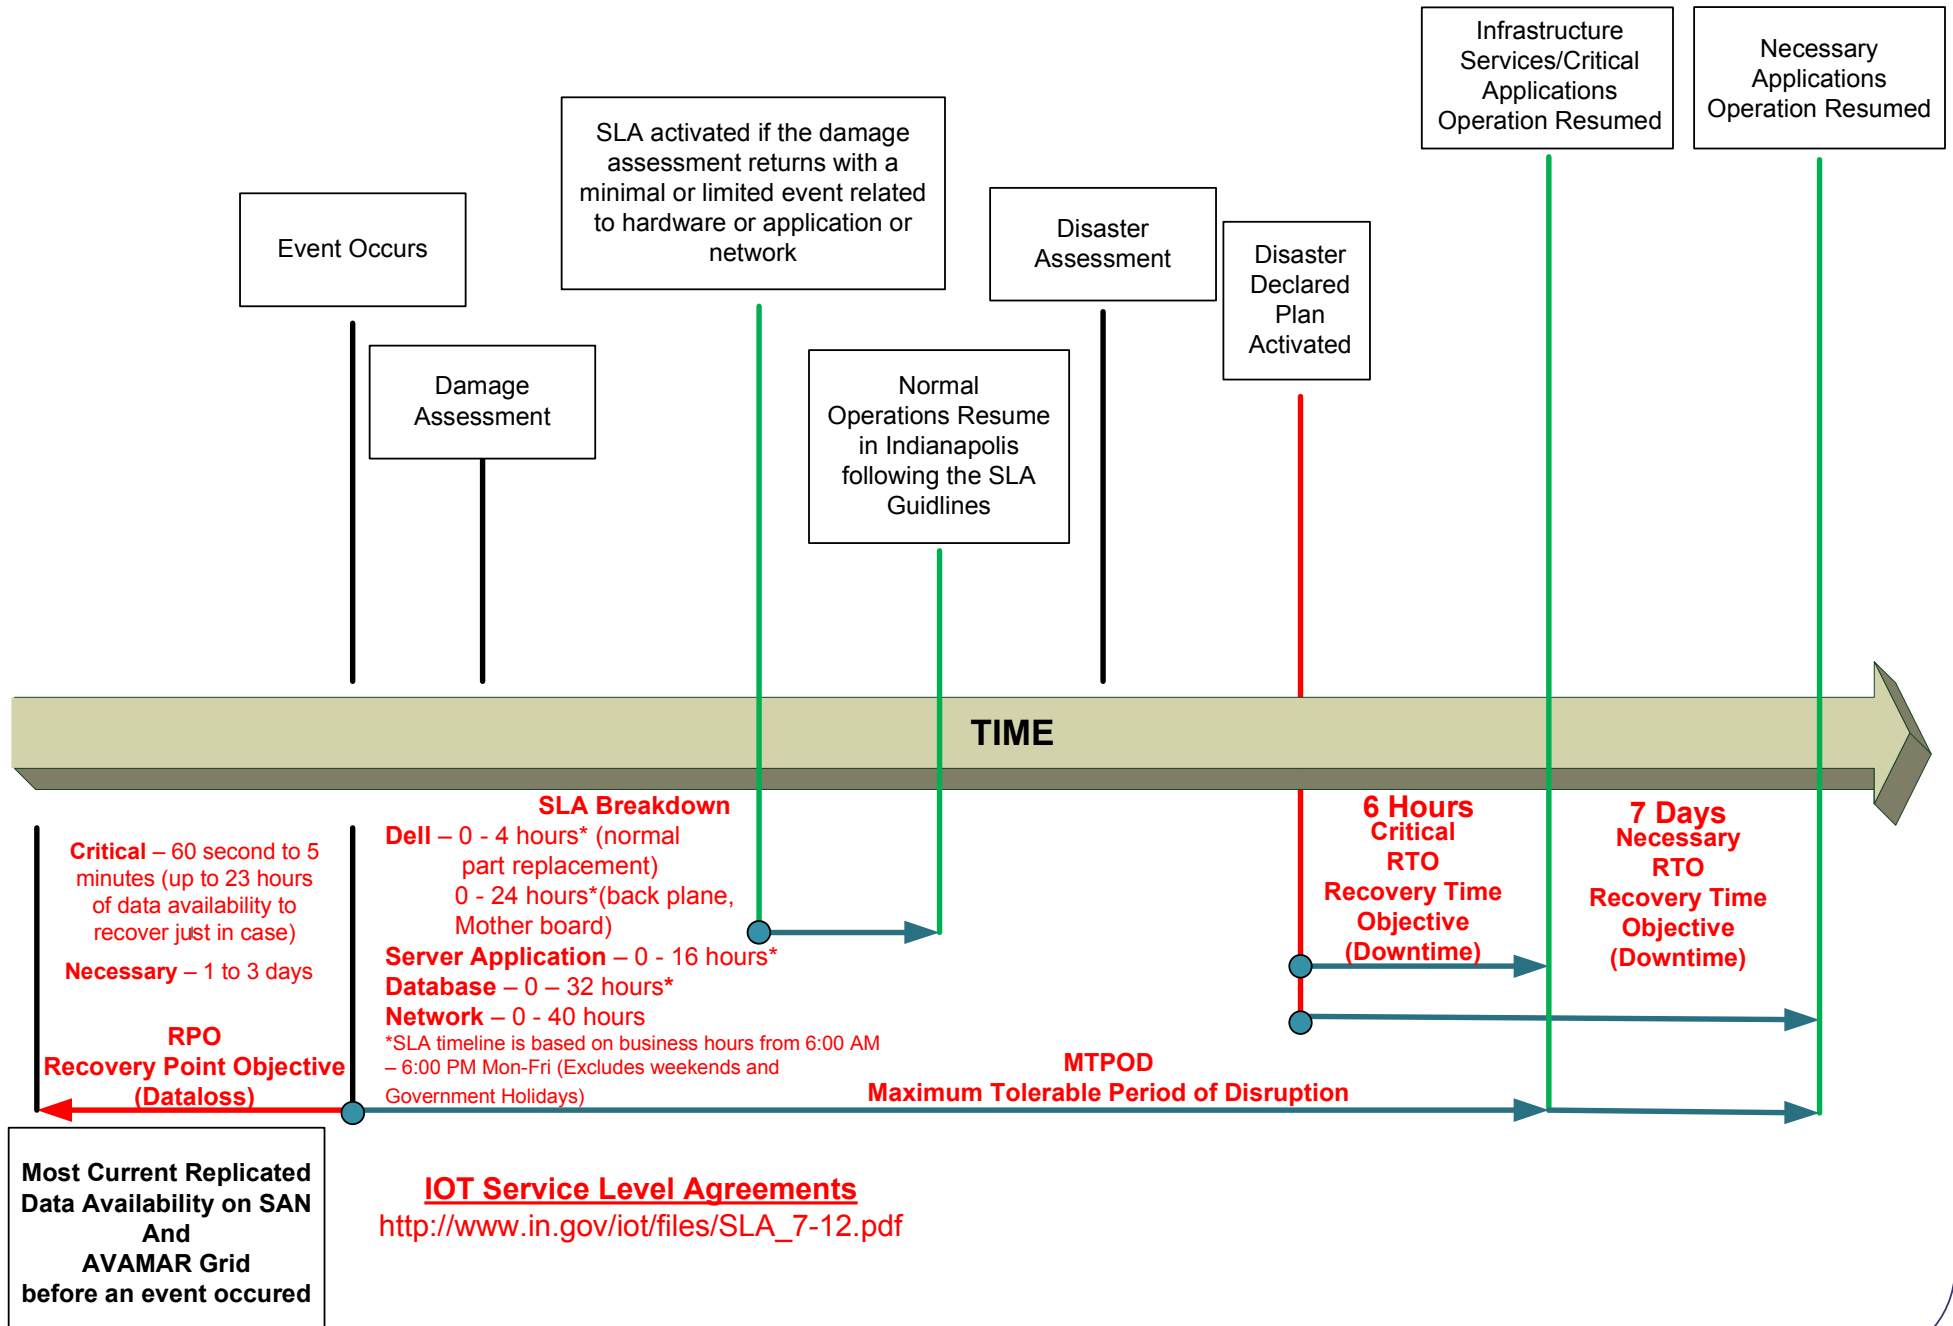 Infrastructure
Services/Critical
Applications
Operation Resumed
Necessary
Applications
Operation Resumed
SLA activated if the damage
assessment returns with a
minimal or limited event related
to hardware or application or
network
Event Occurs
Disaster
Assessment
Disaster
Declared
Plan
Activated
Damage
Assessment
Normal
Operations Resume
in Indianapolis
following the SLA
Guidlines
TIME
Critical – 60 second to 5
minutes (up to 23 hours
of data availability to
recover just in case)
Necessary – 1 to 3 days
RPO
Recovery Point Objective
(Dataloss)
SLA Breakdown
Dell – 0 - 4 hours* (normal
part replacement)
0 - 24 hours*(back plane,
Mother board)
Server Application – 0 - 16 hours*
Database – 0 – 32 hours*
Network – 0 - 40 hours
*SLA timeline is based on business hours from 6:00 AM
– 6:00 PM Mon-Fri (Excludes weekends and
Government Holidays)
6 Hours
Critical
RTO
Recovery Time
Objective
(Downtime)
7 Days
Necessary
RTO
Recovery Time
Objective
(Downtime)
MTPOD
Maximum Tolerable Period of Disruption
Most Current Replicated
Data Availability on SAN
And
AVAMAR Grid
before an event occured
IOT Service Level Agreements
http://www.in.gov/iot/files/SLA_7-12.pdf